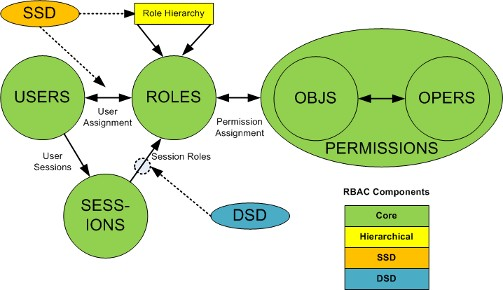 SSD
Role Hierarchy
USERS
User
Assignment
ROLES
Permission
Assignment
OBJS
OPERS
PERMISSIONS
User
Sessions
Session Roles
SESS-
IONS
DSD
RBAC Components
Core
Hierarchical
SSD
DSD